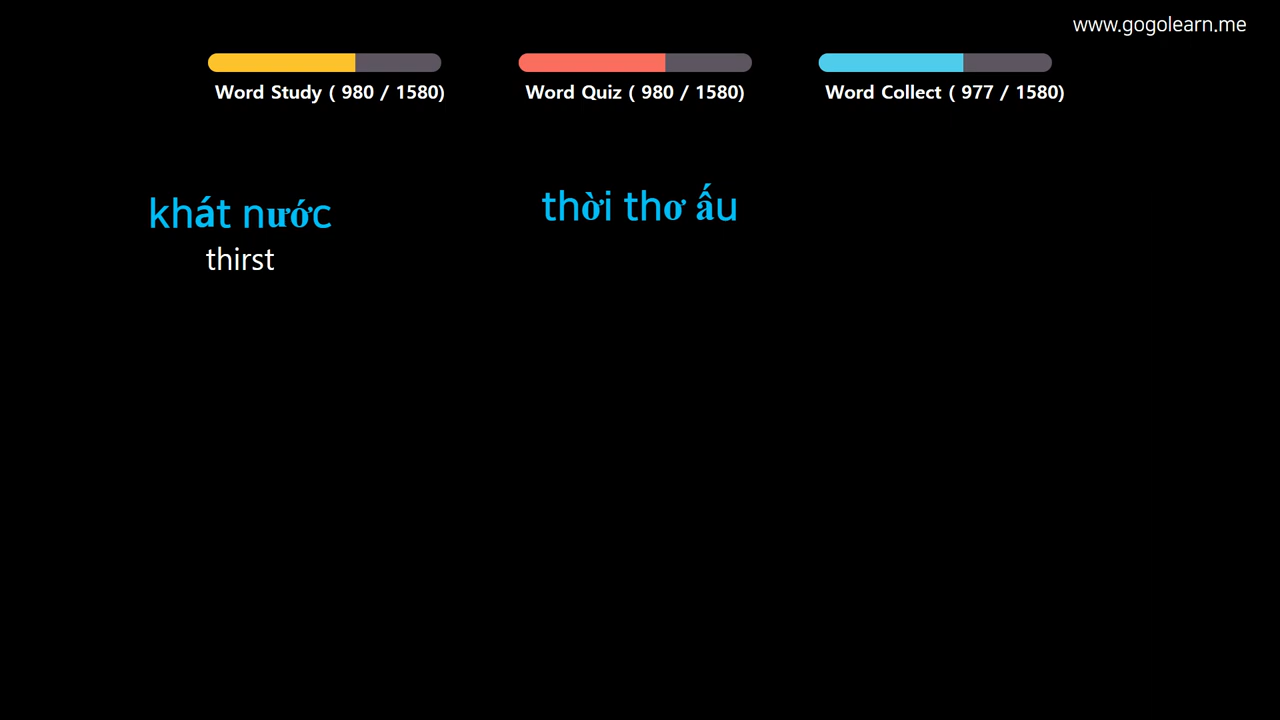 www.gogolearn.me
Word Study ( 980 / 1580)
Word Quiz ( 980 / 1580)
Word Collect ( 977 / 1580)
khát nước
thirst
thời thơ ấu